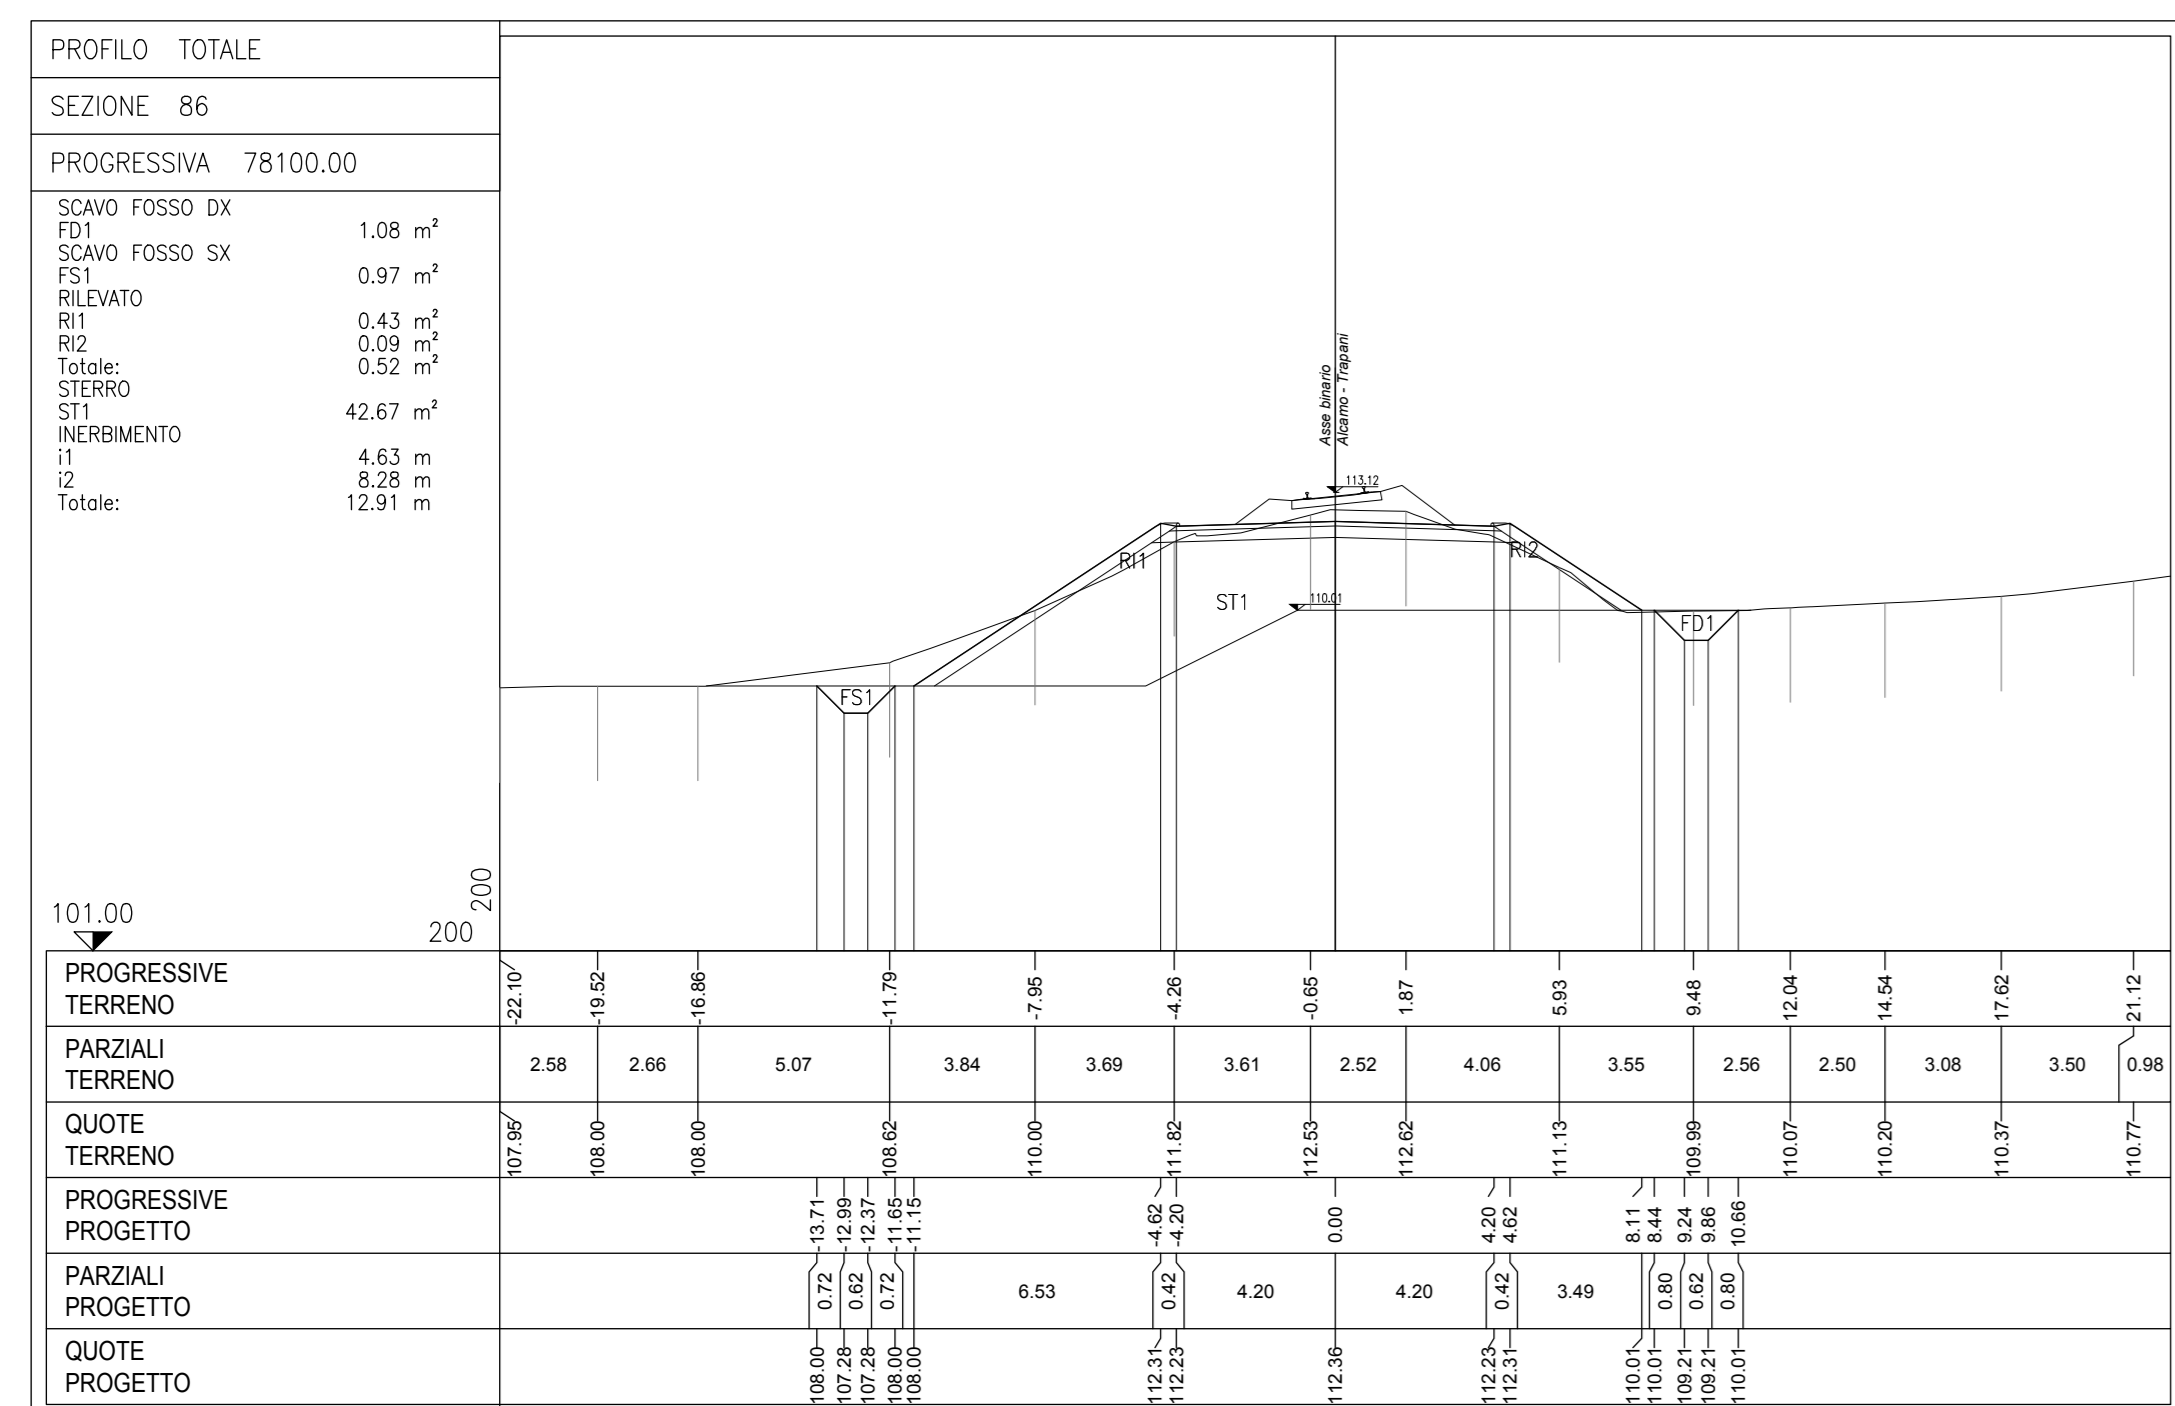 PROFILO TOTALE
SEZIONE 86
PROGRESSIVA 78100.00
SCAVO FOSSO DX
FD1 1.08 m²
SCAVO FOSSO SX
FS1 0.97 m²
RILEVATO
RI1 0.43 m²
RI2 0.09 m²
Totale: 0.52 m²
STERRO
ST1 42.67 m²
INERBIMENTO
i1 4.63 m
i2 8.28 m
Totale: 12.91 m
Asse binario
Alcamo - Trapani
113.12
RI1
RI2
ST1
110.01
FD1
FS1
200
101.00
200
PROGRESSIVE
TERRENO
-22.10 -19.52 -16.86 -11.79 -7.95 -4.26 -0.65 1.87 5.93 9.48 12.04 14.54 17.62 21.12
PARZIALI
TERRENO
2.58 2.66 5.07 3.84 3.69 3.61 2.52 4.06 3.55 2.56 2.50 3.08 3.50 0.98
QUOTE
TERRENO
107.95 108.00 108.00 108.62 110.00 111.82 112.53 112.62 111.13 109.99 110.07 110.20 110.37 110.77
PROGRESSIVE
PROGETTO
-13.71 -12.99 -12.37 -11.65 -11.15 -4.62 -4.20 0.00 4.20 4.62 8.11 8.44 9.24 9.86 10.66
PARZIALI
PROGETTO
0.72 0.62 0.72 6.53 0.42 4.20 4.20 0.42 3.49 0.80 0.62 0.80
QUOTE
PROGETTO
108.00 107.28 107.28 108.00 108.00 112.31 112.23 112.36 112.23 112.31 110.01 110.01 109.21 109.21 110.01